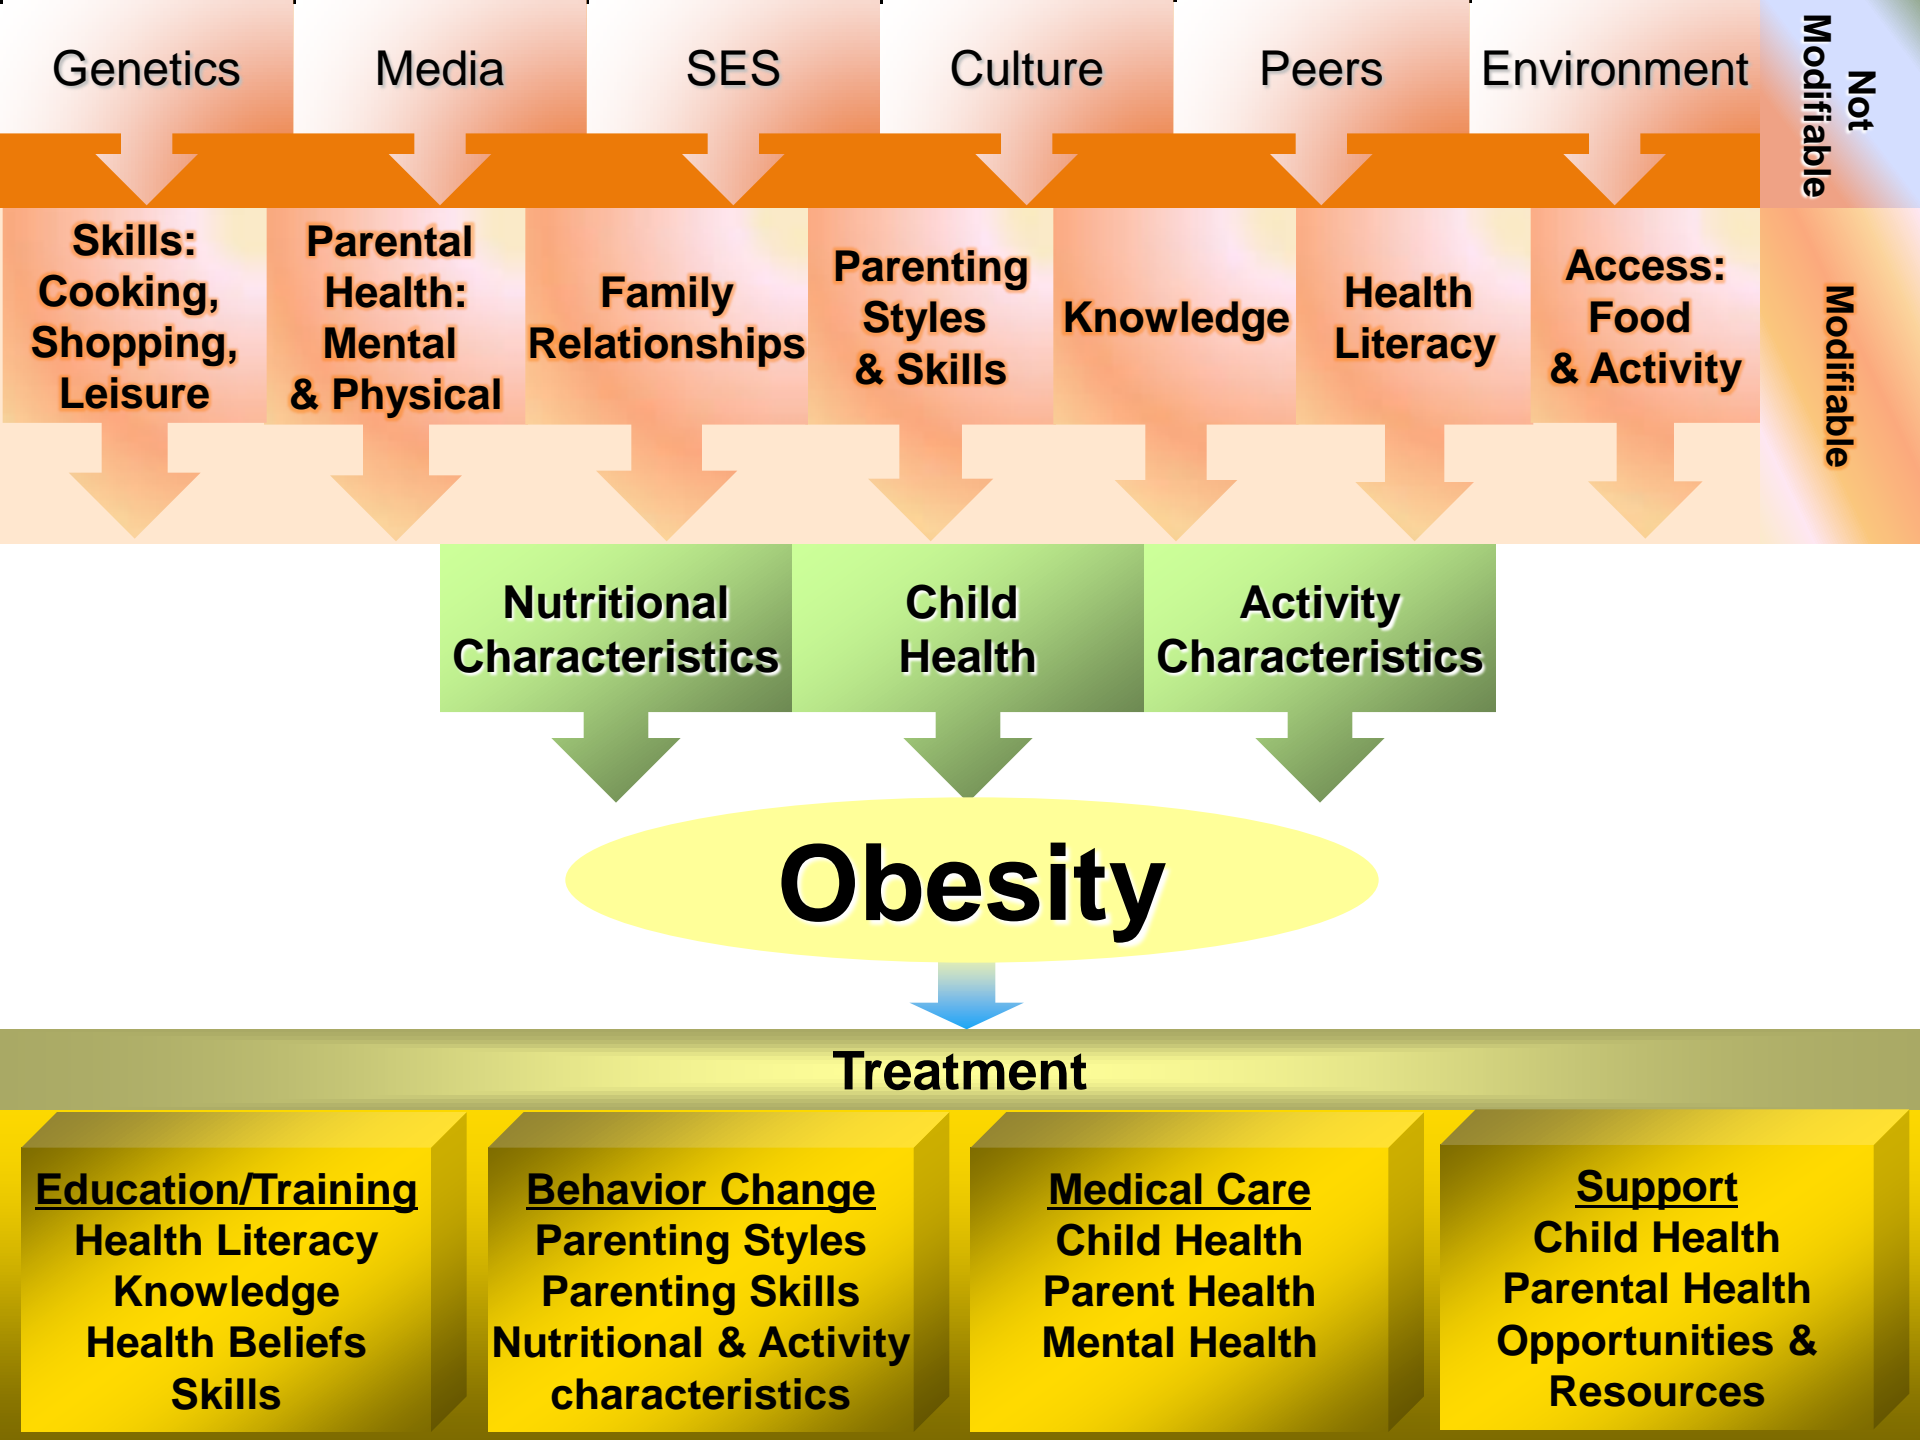 Genetics
Media
SES
Culture
Peers
Environment
Not
Modifiable
Skills:
Cooking,
Shopping,
Leisure
Parental
Health:
Mental
& Physical
Family
Relationships
Parenting
Styles
& Skills
Knowledge
Health
Literacy
Access:
Food
& Activity
Modifiable
Nutritional
Characteristics
Child
Health
Activity
Characteristics
Obesity
Treatment
Education/Training
Health Literacy
Knowledge
Health Beliefs
Skills
Behavior Change
Parenting Styles
Parenting Skills
Nutritional & Activity
characteristics
Medical Care
Child Health
Parent Health
Mental Health
Support
Child Health
Parental Health
Opportunities &
Resources